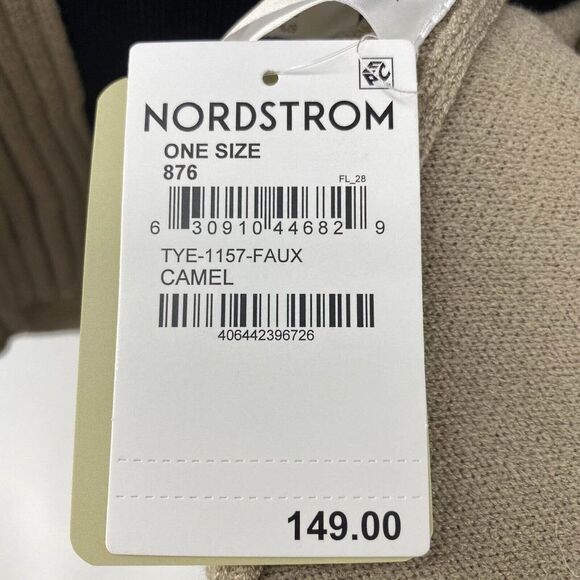 NORDSTROM
ONE SIZE
876
FL_28
6 30910 44682 9
TYE-1157-FAUX
CAMEL
406442396726
149.00